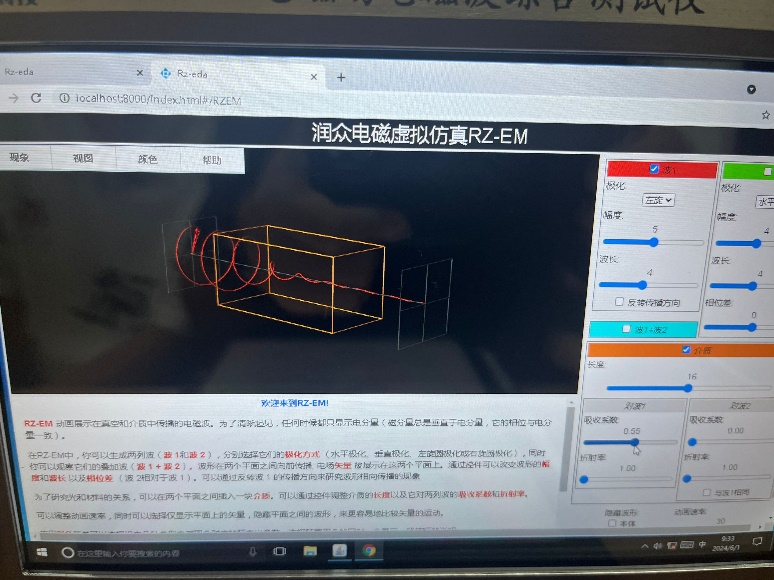 电磁波综合测试仪
Rz-eda
Rz-eda
localhost:8000/index.html#/RZEM
润众电磁虚拟仿真RZ-EM
现象 视图 颜色 帮助
波1
极化: 极化:
左旋 水平
幅度: 幅度:
5 4
波长: 波长:
4 4
反转传播方向 相位差:
0
波1+波2
介质
长度:
16
对波1 对波2
吸收系数: 吸收系数:
0.55 0.00
折射率: 折射率:
1.00 1.00
与波1相同
隐藏波形: 动画速率:
半体 30
欢迎来到RZ-EM!
RZ-EM 动画展示在真空和介质中传播的电磁波。为了清晰起见，任何时候都只显示电分量（磁分量总是垂直于电分量，它的相位与电分
量一致）。
在RZ-EM中，你可以生成两列波（波 1和波 2），分别选择它们的极化方式（水平极化、垂直极化、左旋圆极化或右旋圆极化）。同时
你可以观察它们的叠加波（波 1 + 波 2）。波形在两个平面之间向前传播
电场矢量
可以通过控件可以改变波形的幅
度和波长以及相位差（波 2相对于波 1）。可以通过反转波 1 的传播方向来研究波形相向传播的现象
为了研究光和材料的关系，可以在两个平面之间插入一块介质。可以通过控件调整介质的长度以及它对两列波的吸收系数和折射率。
可以调整动画速率，同时可以选择仅显示平面上的矢量，隐藏平面之间的波形，来更容易地比较矢量的运动。
在这里输入你要搜索的内容
中
9:33
2024/6/1